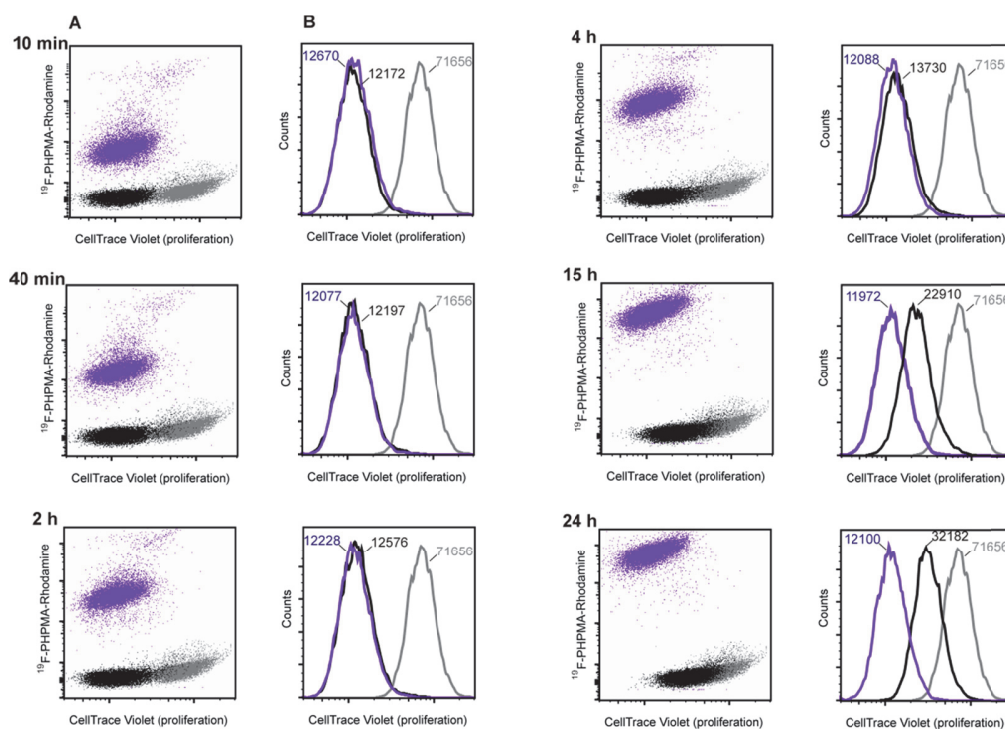 A
B
10 min
¹⁹F-PHPMA-Rhodamine
CellTrace Violet (proliferation)
Counts
12670
12172
71656
CellTrace Violet (proliferation)
4 h
¹⁹F-PHPMA-Rhodamine
CellTrace Violet (proliferation)
Counts
12088
13730
7165
CellTrace Violet (proliferation)
40 min
¹⁹F-PHPMA-Rhodamine
CellTrace Violet (proliferation)
Counts
12077
12197
71656
CellTrace Violet (proliferation)
15 h
¹⁹F-PHPMA-Rhodamine
CellTrace Violet (proliferation)
Counts
11972
22910
71656
CellTrace Violet (proliferation)
2 h
¹⁹F-PHPMA-Rhodamine
CellTrace Violet (proliferation)
Counts
12228
12576
71656
CellTrace Violet (proliferation)
24 h
¹⁹F-PHPMA-Rhodamine
CellTrace Violet (proliferation)
Counts
12100
32182
71656
CellTrace Violet (proliferation)